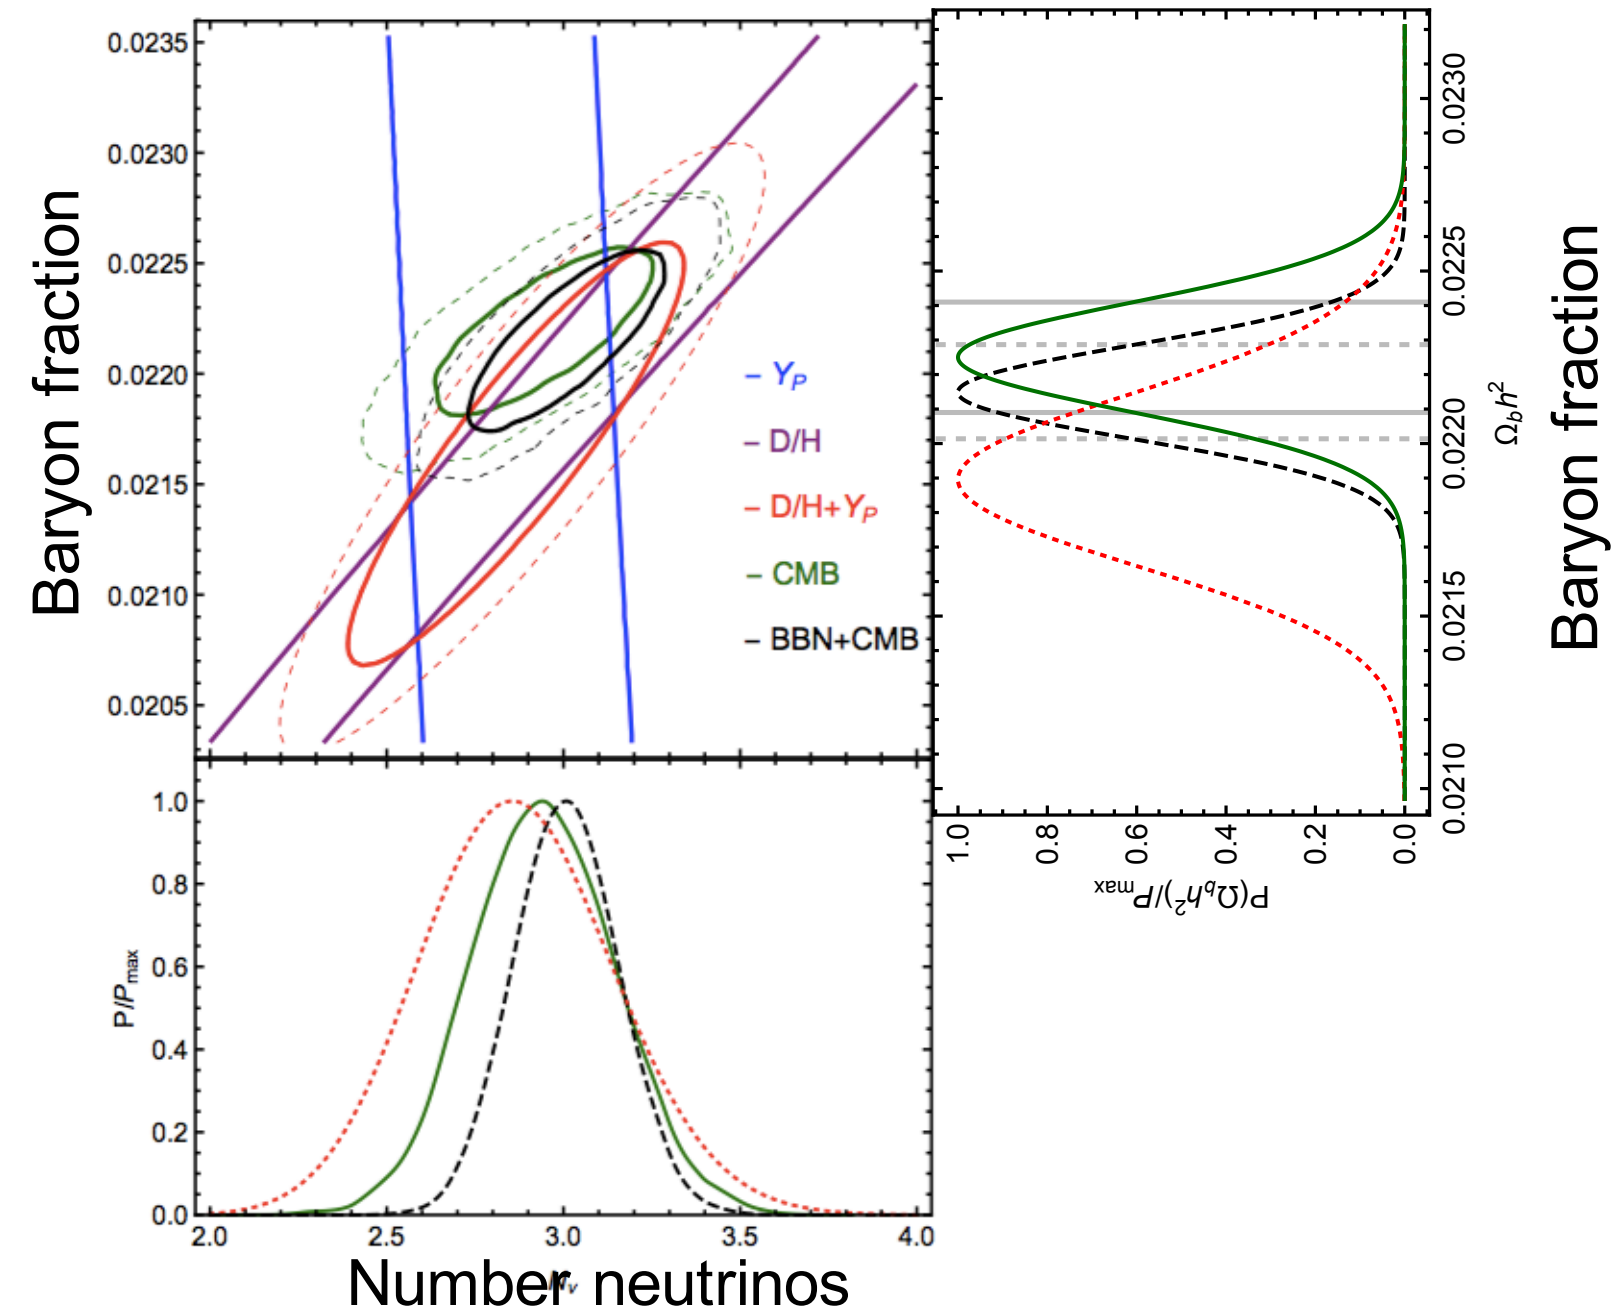 Baryon fraction
0.0235
0.0230
0.0225
0.0220
0.0215
0.0210
0.0205
– Y_P
– D/H
– D/H+Y_P
– CMB
– BBN+CMB
P/P_max
1.0
0.8
0.6
0.4
0.2
0.0
2.0 2.5 3.0 3.5 4.0
Number neutrinos
0.0230
0.0225
0.0220
0.0215
0.0210
Ω_b h²
Baryon fraction
1.0 0.8 0.6 0.4 0.2 0.0
P(Ω_b h²)/P_max